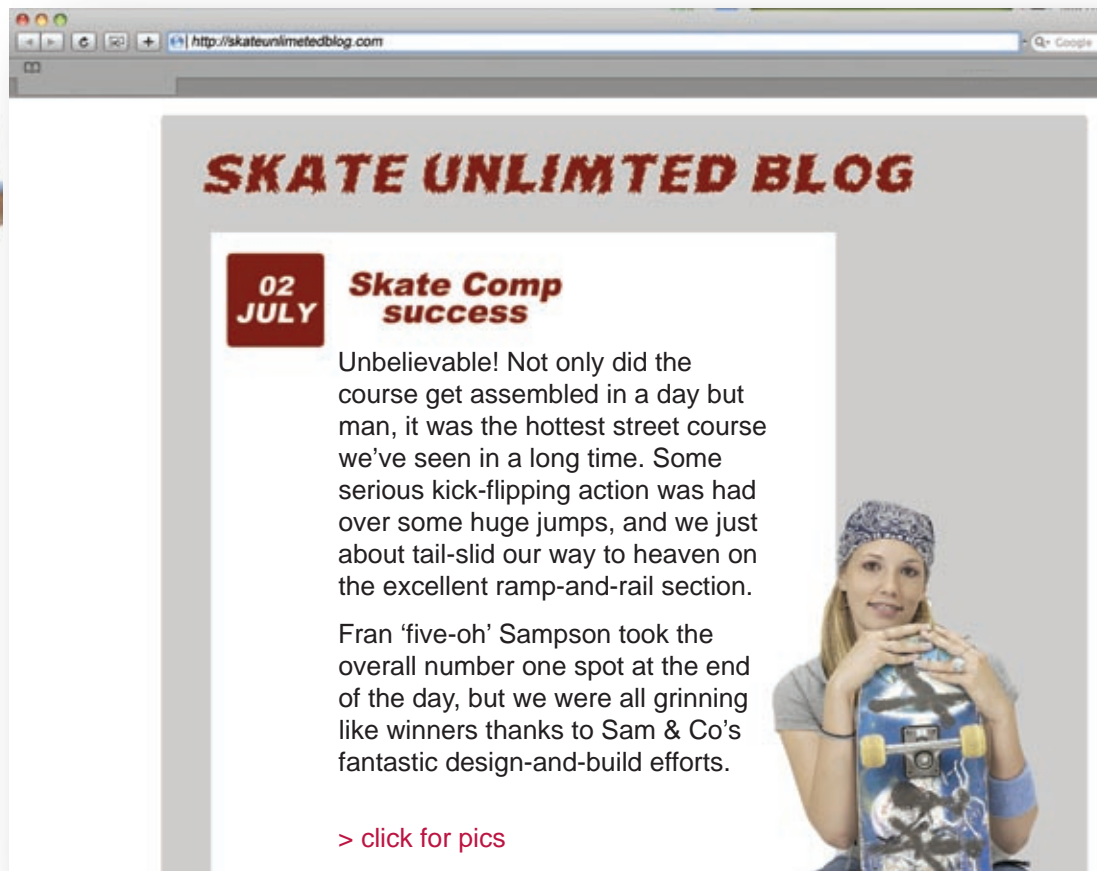 http://skateunlimetedblog.com
Google
SKATE UNLIMTED BLOG
02
JULY
Skate Comp
success
Unbelievable! Not only did the
course get assembled in a day but
man, it was the hottest street course
we’ve seen in a long time. Some
serious kick-flipping action was had
over some huge jumps, and we just
about tail-slid our way to heaven on
the excellent ramp-and-rail section.
Fran ‘five-oh’ Sampson took the
overall number one spot at the end
of the day, but we were all grinning
like winners thanks to Sam & Co’s
fantastic design-and-build efforts.
> click for pics